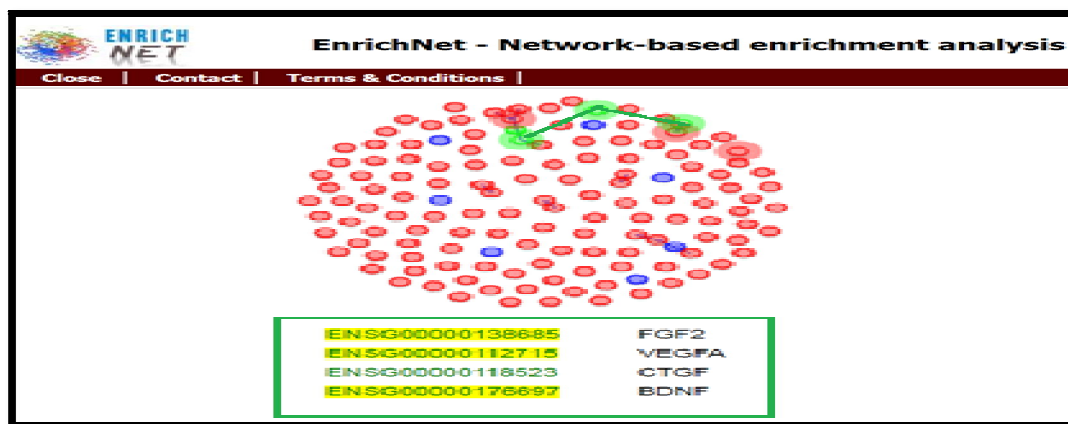 ENRICH
NET
EnrichNet - Network-based enrichment analysis
Close | Contact | Terms & Conditions |
ENSG00000138685 FGF2
ENSG00000112715 VEGFA
ENSG00000118523 CTGF
ENSG00000176697 BDNF